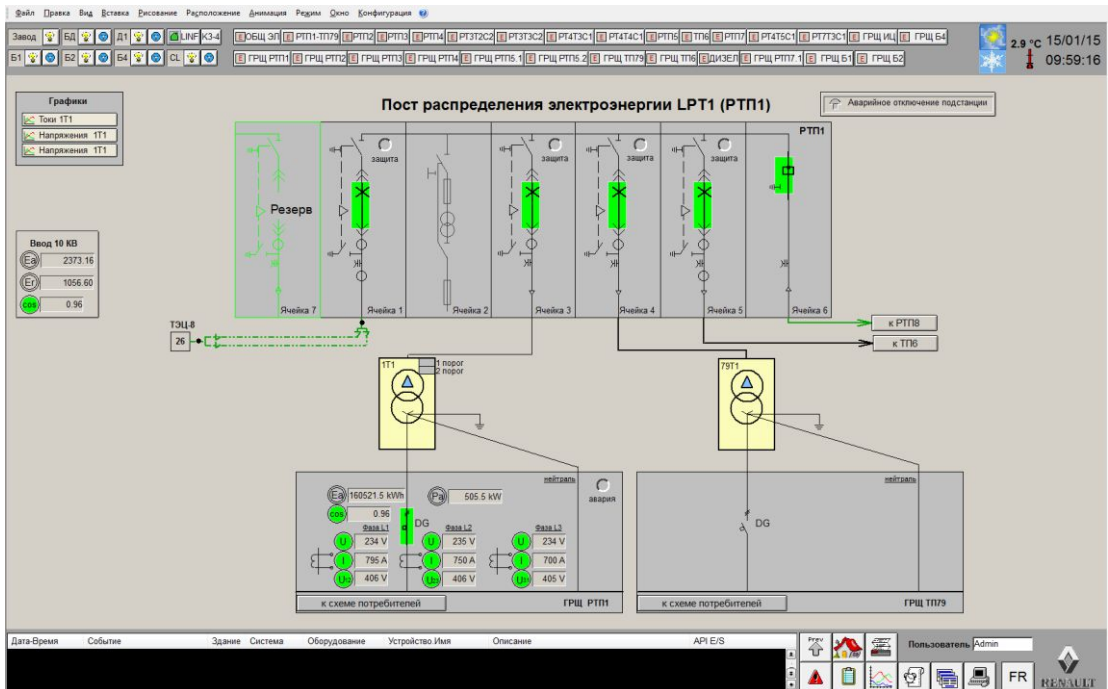 Файл Правка Вид Вставка Рисование Расположение Анимация Режим Окно Конфигурация
Завод БД Д1 LINF КЗ-4 ОБЩ ЭЛ РТП1-ТП79 РТП2 РТП3 РТП4 РТ3Т2С2 РТ3Т3С2 РТ4Т3С1 РТ4Т4С1 РТП5 ТП6 РТП7 РТ4Т5С1 РТ7Т3С1 ГРЩ ИЦ ГРЩ Б4
Б1 Б2 Б4 CL ГРЩ РТП1 ГРЩ РТП2 ГРЩ РТП3 ГРЩ РТП4 ГРЩ РТП5.1 ГРЩ РТП5.2 ГРЩ ТП79 ГРЩ ТП6 ДИЗЕЛ ГРЩ РТП7.1 ГРЩ Б1 ГРЩ Б2
2.9 °C 15/01/15
09:59:16
Графики
Токи 1Т1
Напряжения 1Т1
Напряжения 1Т1
Пост распределения электроэнергии LPT1 (РТП1)
Аварийное отключение подстанции
РТП1
защита защита защита защита
Резерв
Ячейка 7 Ячейка 1 Ячейка 2 Ячейка 3 Ячейка 4 Ячейка 5 Ячейка 6
Ввод 10 КВ
Ea 2373.16
Er 1056.60
cos 0.96
ТЭЦ-8
26
к РТП8
к ТП6
1Т1
1 порог
2 порог
79Т1
нейтраль
авария
Ea 160521.5 kWh Pa 505.5 kW
cos 0.96
DG
Фаза L1 Фаза L2 Фаза L3
U 234 V U 235 V U 234 V
I 795 A I 750 A I 700 A
406 V 406 V 405 V
к схеме потребителей ГРЩ РТП1
нейтраль
DG
к схеме потребителей ГРЩ ТП79
Дата-Время Событие Здание Система Оборудование Устройство.Имя Описание API E/S
Prev
Пользователь Admin
FR
RENAULT